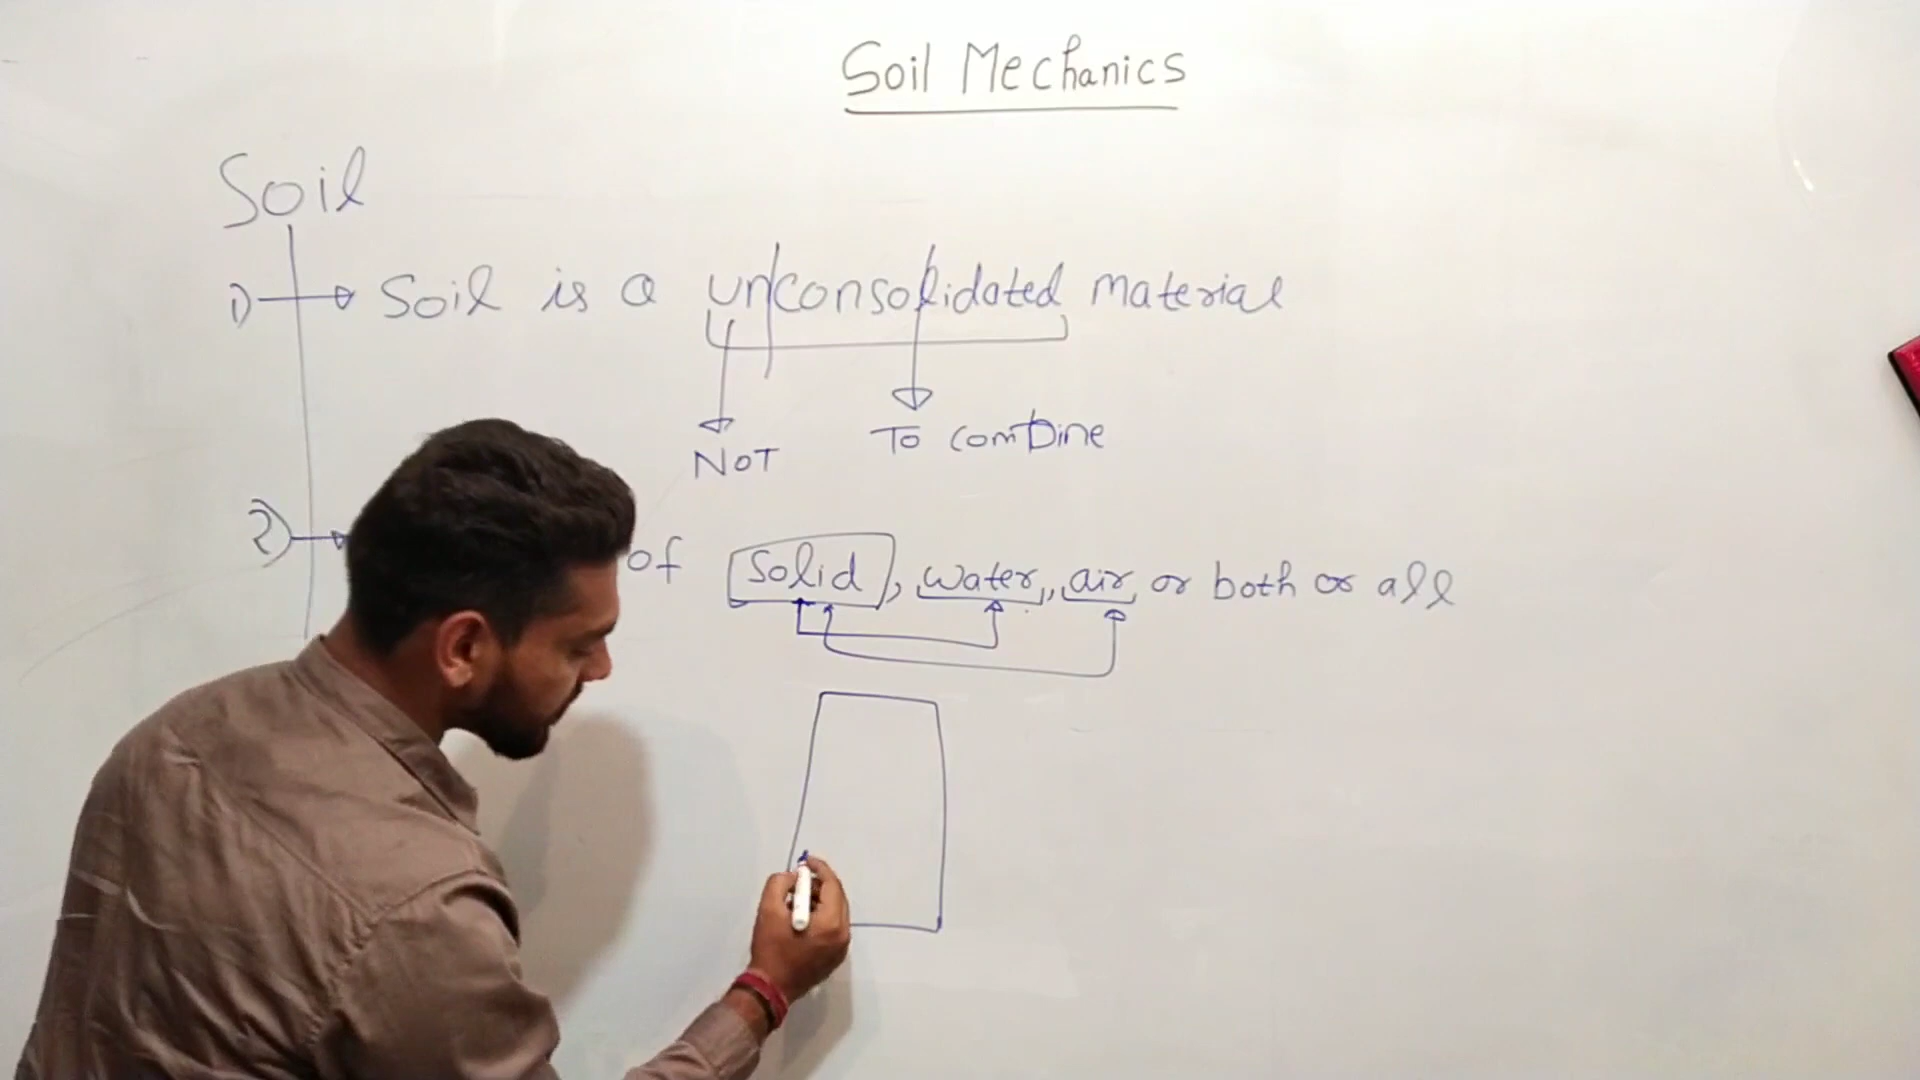 Soil Mechanics
Soil
1) Soil is a unconsolidated material
NOT To combine
2) of solid, water, air or both or all